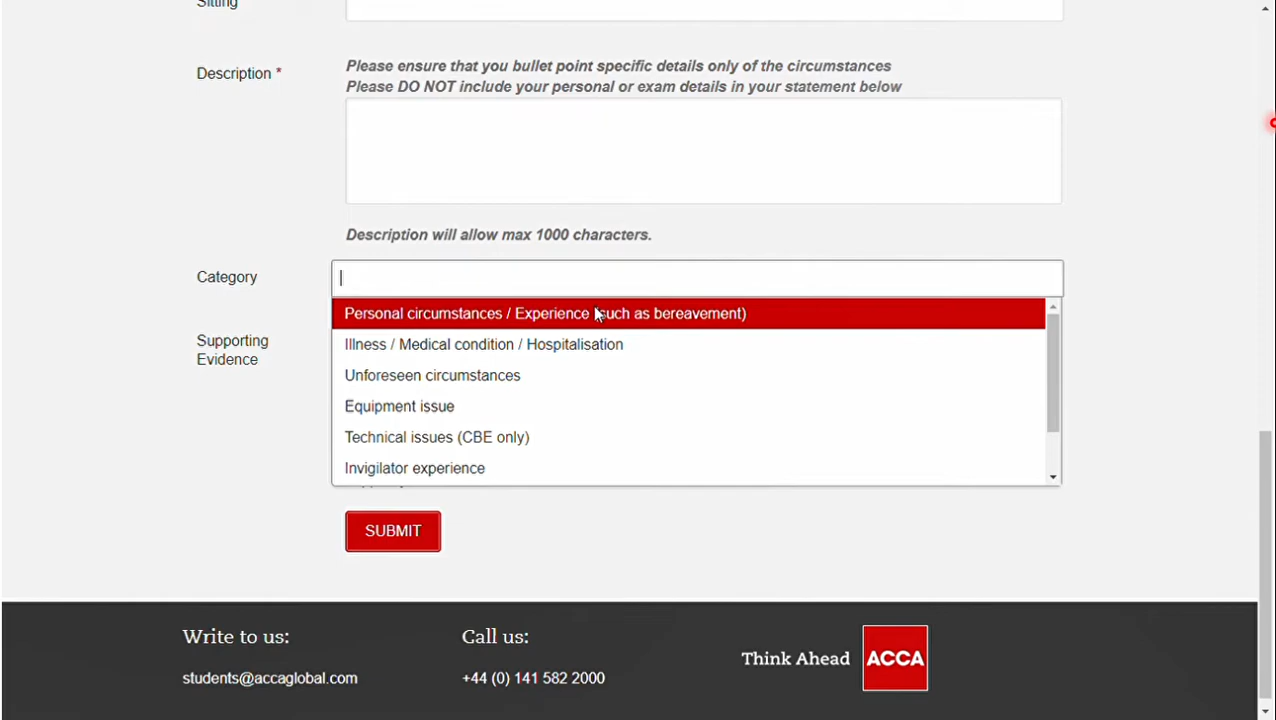 Sitting
Description *
Please ensure that you bullet point specific details only of the circumstances
Please DO NOT include your personal or exam details in your statement below
Description will allow max 1000 characters.
Category
Personal circumstances / Experience (such as bereavement)
Illness / Medical condition / Hospitalisation
Supporting
Evidence
Unforeseen circumstances
Equipment issue
Technical issues (CBE only)
Invigilator experience
SUBMIT
Write to us:
Call us:
Think Ahead
ACCA
students@accaglobal.com
+44 (0) 141 582 2000